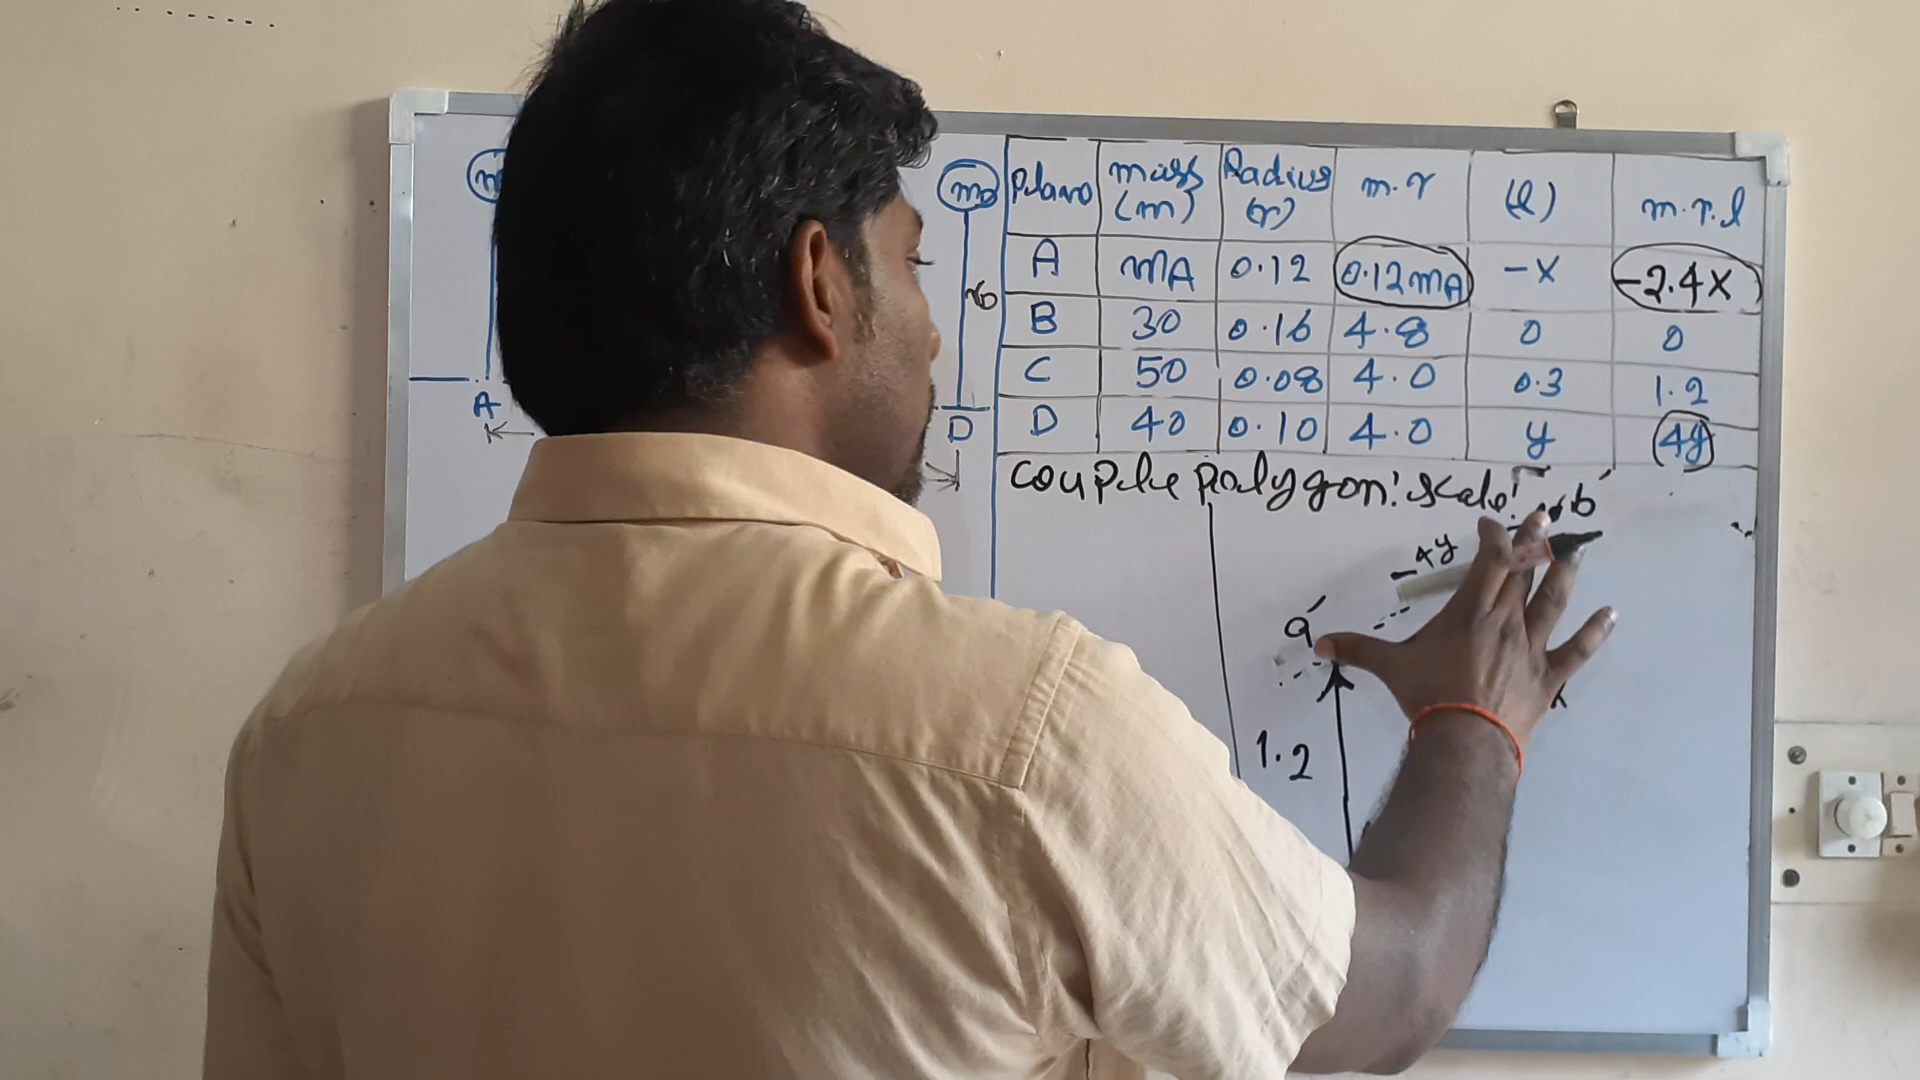 mD
rD
A
D
Plane mass (m) Radius (r) m.r (l) m.r.l
A mA 0.12 0.12mA -x -2.4x
B 30 0.16 4.8 0 0
C 50 0.08 4.0 0.3 1.2
D 40 0.10 4.0 y 4y
couple polygon: scale:
b'
4y
a'
1.2